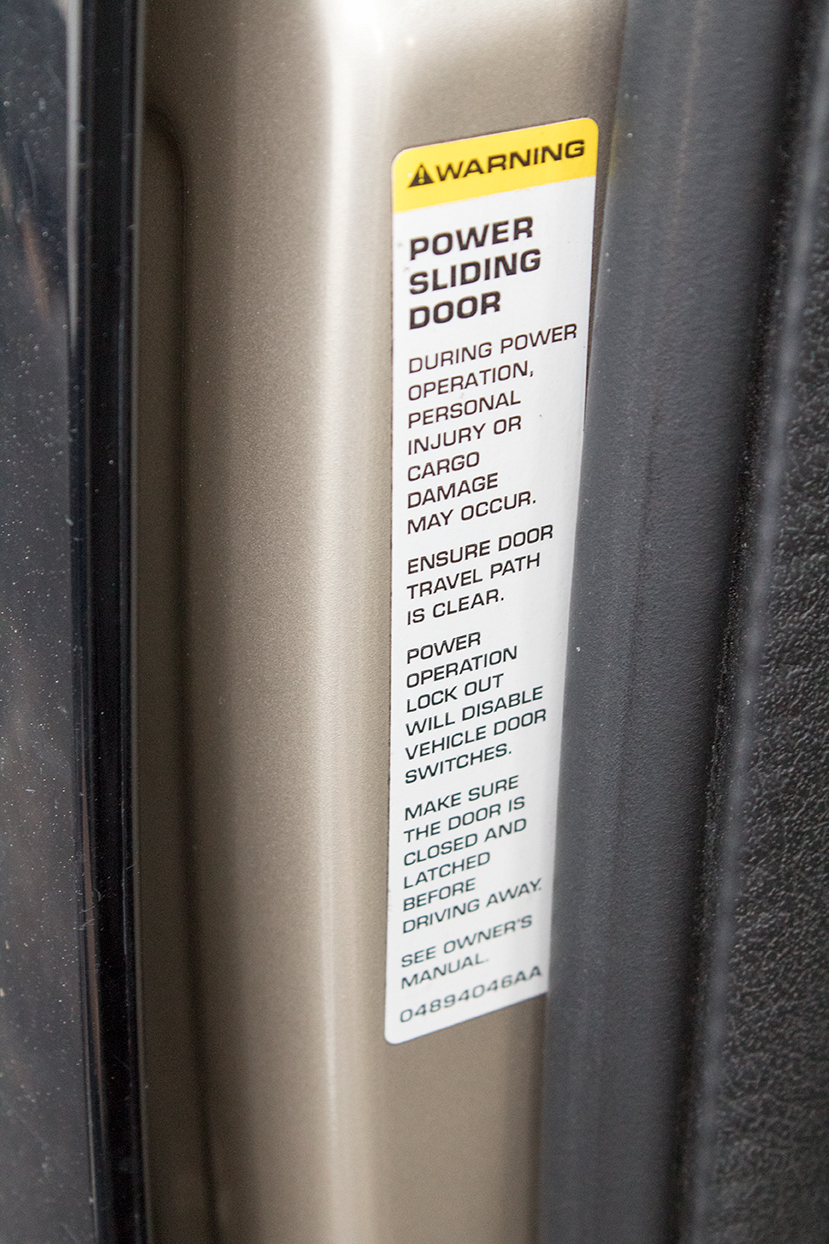 WARNING
POWER
SLIDING
DOOR
DURING POWER
OPERATION,
PERSONAL
INJURY OR
CARGO
DAMAGE
MAY OCCUR.
ENSURE DOOR
TRAVEL PATH
IS CLEAR.
POWER
OPERATION
LOCK OUT
WILL DISABLE
VEHICLE DOOR
SWITCHES.
MAKE SURE
THE DOOR IS
CLOSED AND
LATCHED
BEFORE
DRIVING AWAY.
SEE OWNER'S
MANUAL.
04894046AA